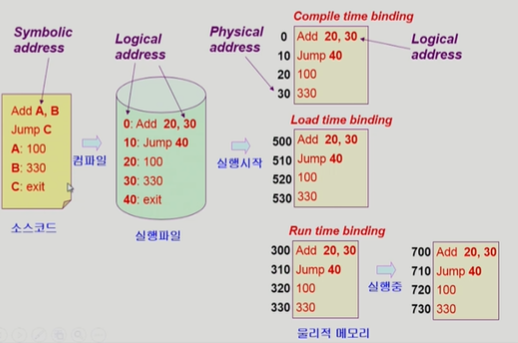 Symbolic address
Logical address
Physical address
Compile time binding
Logical address
Add A, B
Jump C
A: 100
B: 330
C: exit
소스코드
컴파일
0: Add 20, 30
10: Jump 40
20: 100
30: 330
40: exit
실행파일
실행시작
0 Add 20, 30
10 Jump 40
20 100
30 330
Load time binding
500 Add 20, 30
510 Jump 40
520 100
530 330
Run time binding
300 Add 20, 30
310 Jump 40
320 100
330 330
실행중
700 Add 20, 30
710 Jump 40
720 100
730 330
물리적 메모리